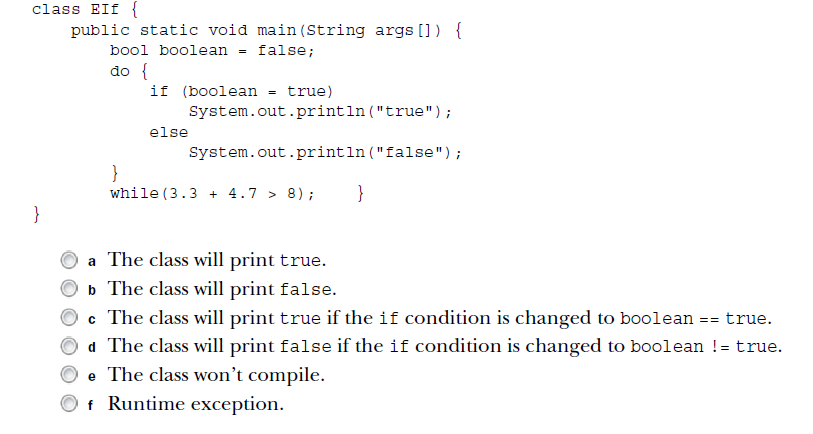 class EIf {
public static void main(String args[]) {
bool boolean = false;
do {
if (boolean = true)
System.out.println("true");
else
System.out.println("false");
}
while(3.3 + 4.7 > 8); }
}
a The class will print true.
b The class will print false.
c The class will print true if the if condition is changed to boolean == true.
d The class will print false if the if condition is changed to boolean != true.
e The class won't compile.
f Runtime exception.